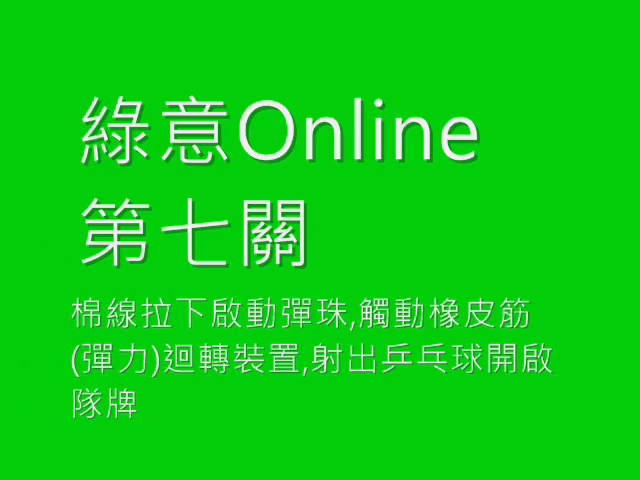 綠意Online
第七關
棉線拉下啟動彈珠,觸動橡皮筋
(彈力)迴轉裝置,射出乒乓球開啟
隊牌